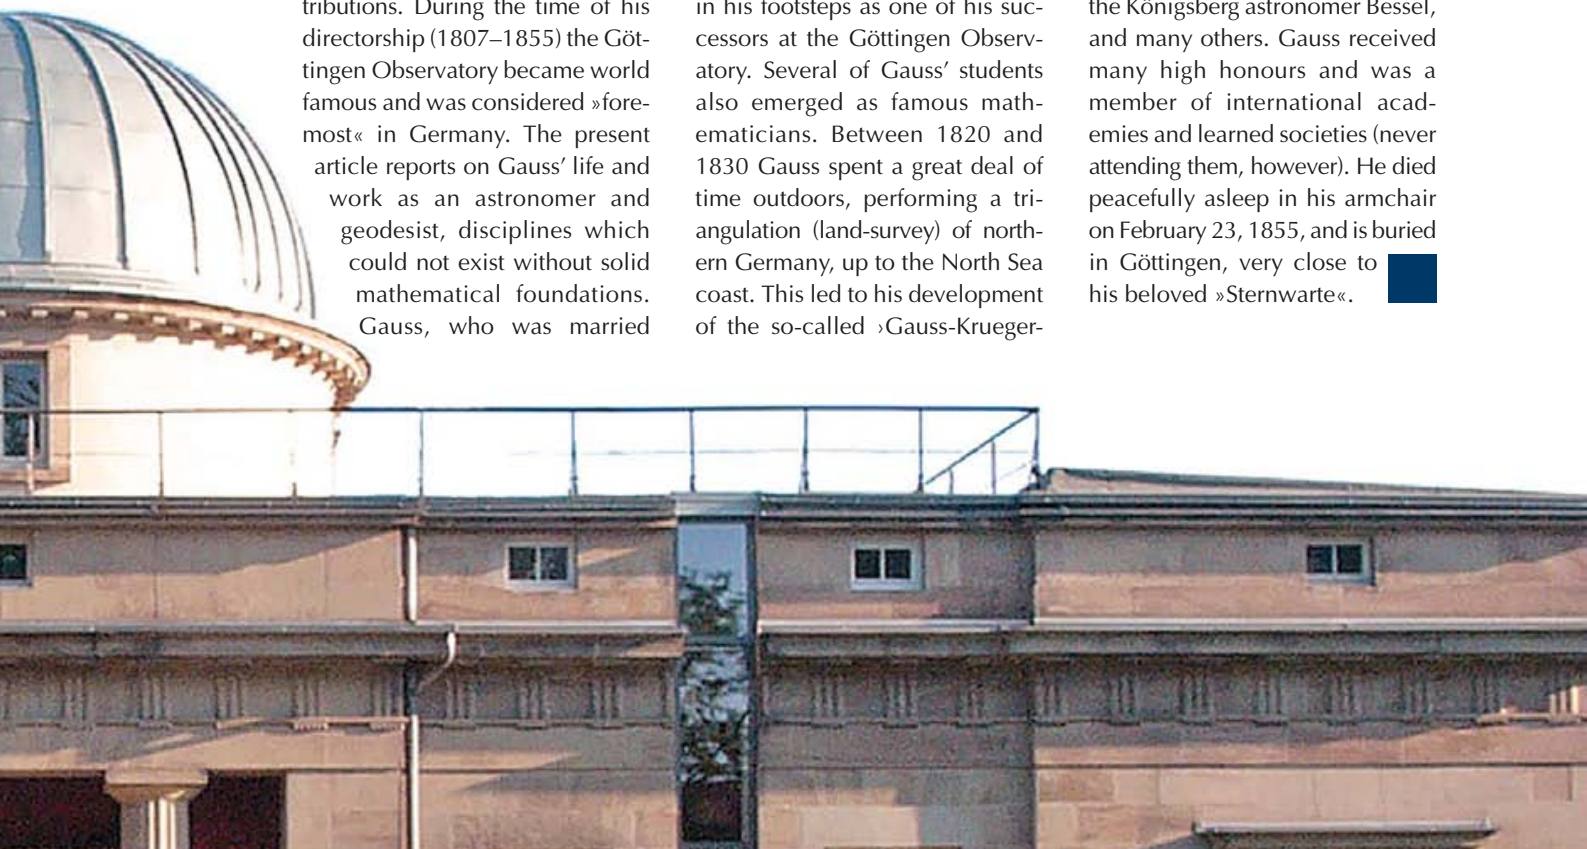 tributions. During the time of his
directorship (1807–1855) the Göt-
tingen Observatory became world
famous and was considered »fore-
most« in Germany. The present
article reports on Gauss’ life and
work as an astronomer and
geodesist, disciplines which
could not exist without solid
mathematical foundations.
Gauss, who was married
in his footsteps as one of his suc-
cessors at the Göttingen Observ-
atory. Several of Gauss’ students
also emerged as famous math-
ematicians. Between 1820 and
1830 Gauss spent a great deal of
time outdoors, performing a tri-
angulation (land-survey) of north-
ern Germany, up to the North Sea
coast. This led to his development
of the so-called ›Gauss-Krueger-
the Königsberg astronomer Bessel,
and many others. Gauss received
many high honours and was a
member of international acad-
emies and learned societies (never
attending them, however). He died
peacefully asleep in his armchair
on February 23, 1855, and is buried
in Göttingen, very close to
his beloved »Sternwarte«.